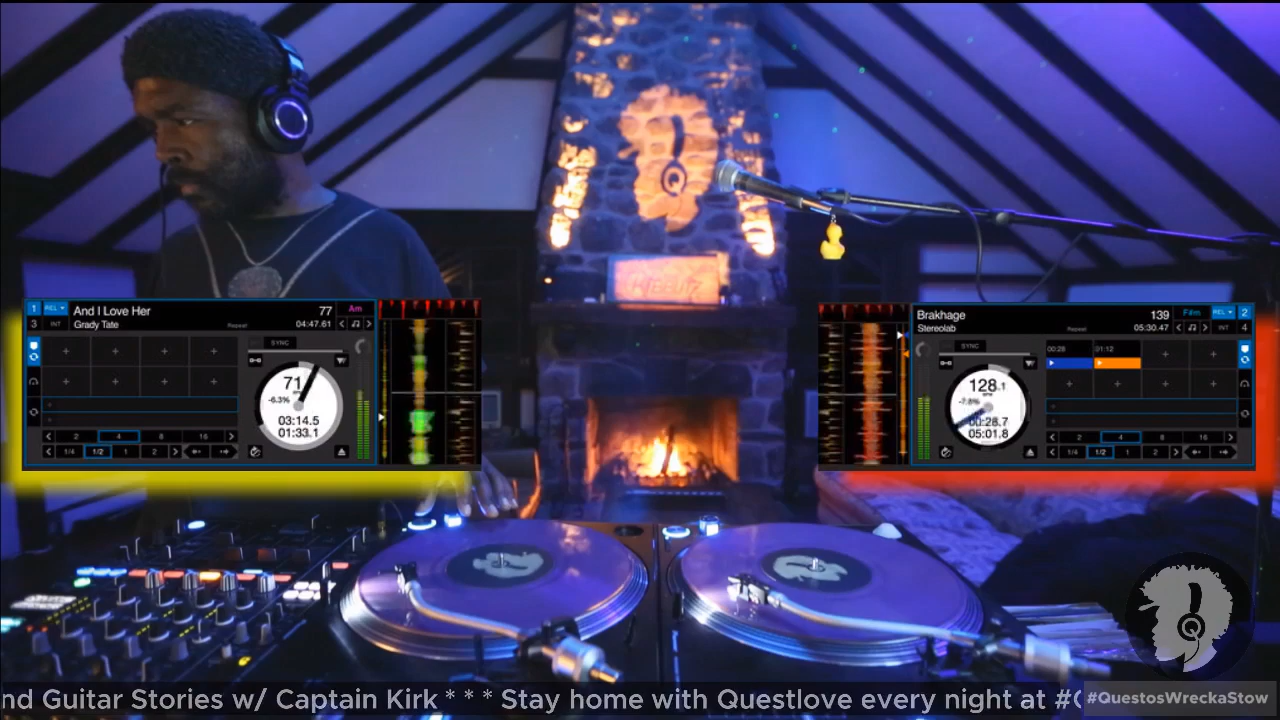 1 REL And I Love Her 77 Am
3 INT Grady Tate Repeat 04:47.61
SYNC
71
-6.3%
03:14.5
01:33.1
2 4 8 16
1/4 1/2 1 2
Brakhage 139 Film REL 2
Stereolab Repeat 05:30.47 INT 4
SYNC
00:28 01:12
128.1
-7.8%
00:28.7
05:01.8
2 4 8 16
1/4 1/2 1 2
Q
Q
nd Guitar Stories w/ Captain Kirk * * * Stay home with Questlove every night at #
#QuestosWreckaStow